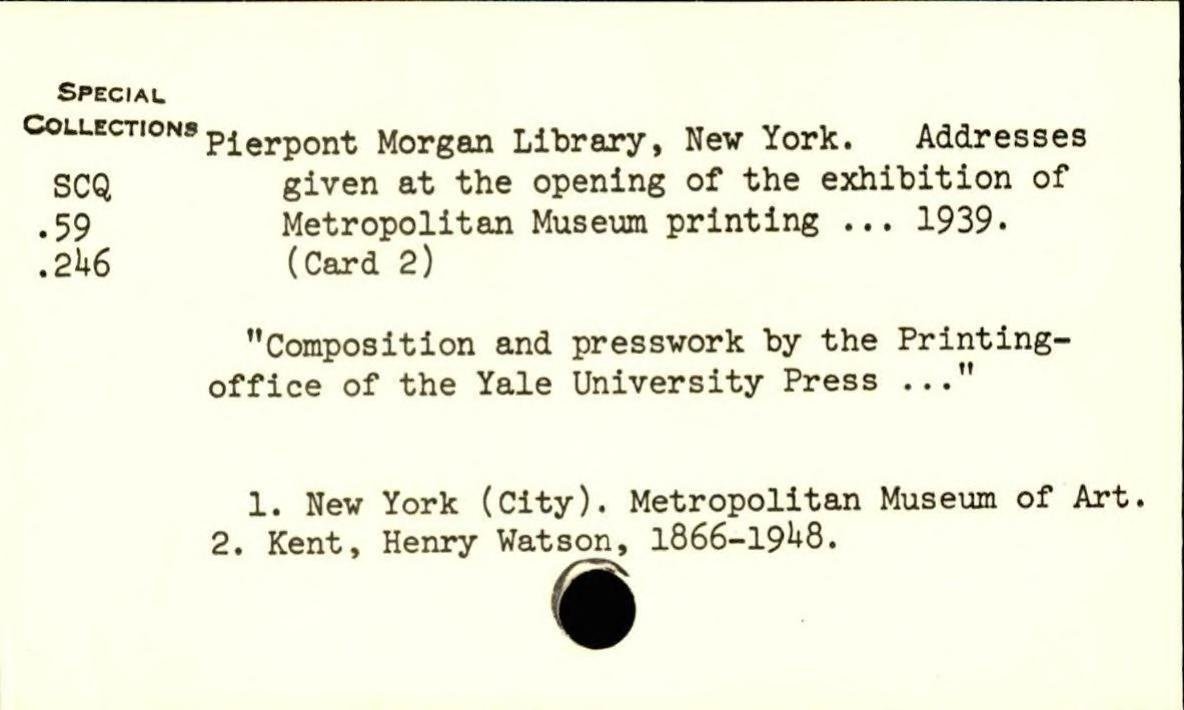 SPECIAL
COLLECTIONS
Pierpont Morgan Library, New York. Addresses
SCQ given at the opening of the exhibition of
.59 Metropolitan Museum printing ... 1939.
.246 (Card 2)
"Composition and presswork by the Printing-
office of the Yale University Press ..."
1. New York (City). Metropolitan Museum of Art.
2. Kent, Henry Watson, 1866-1948.